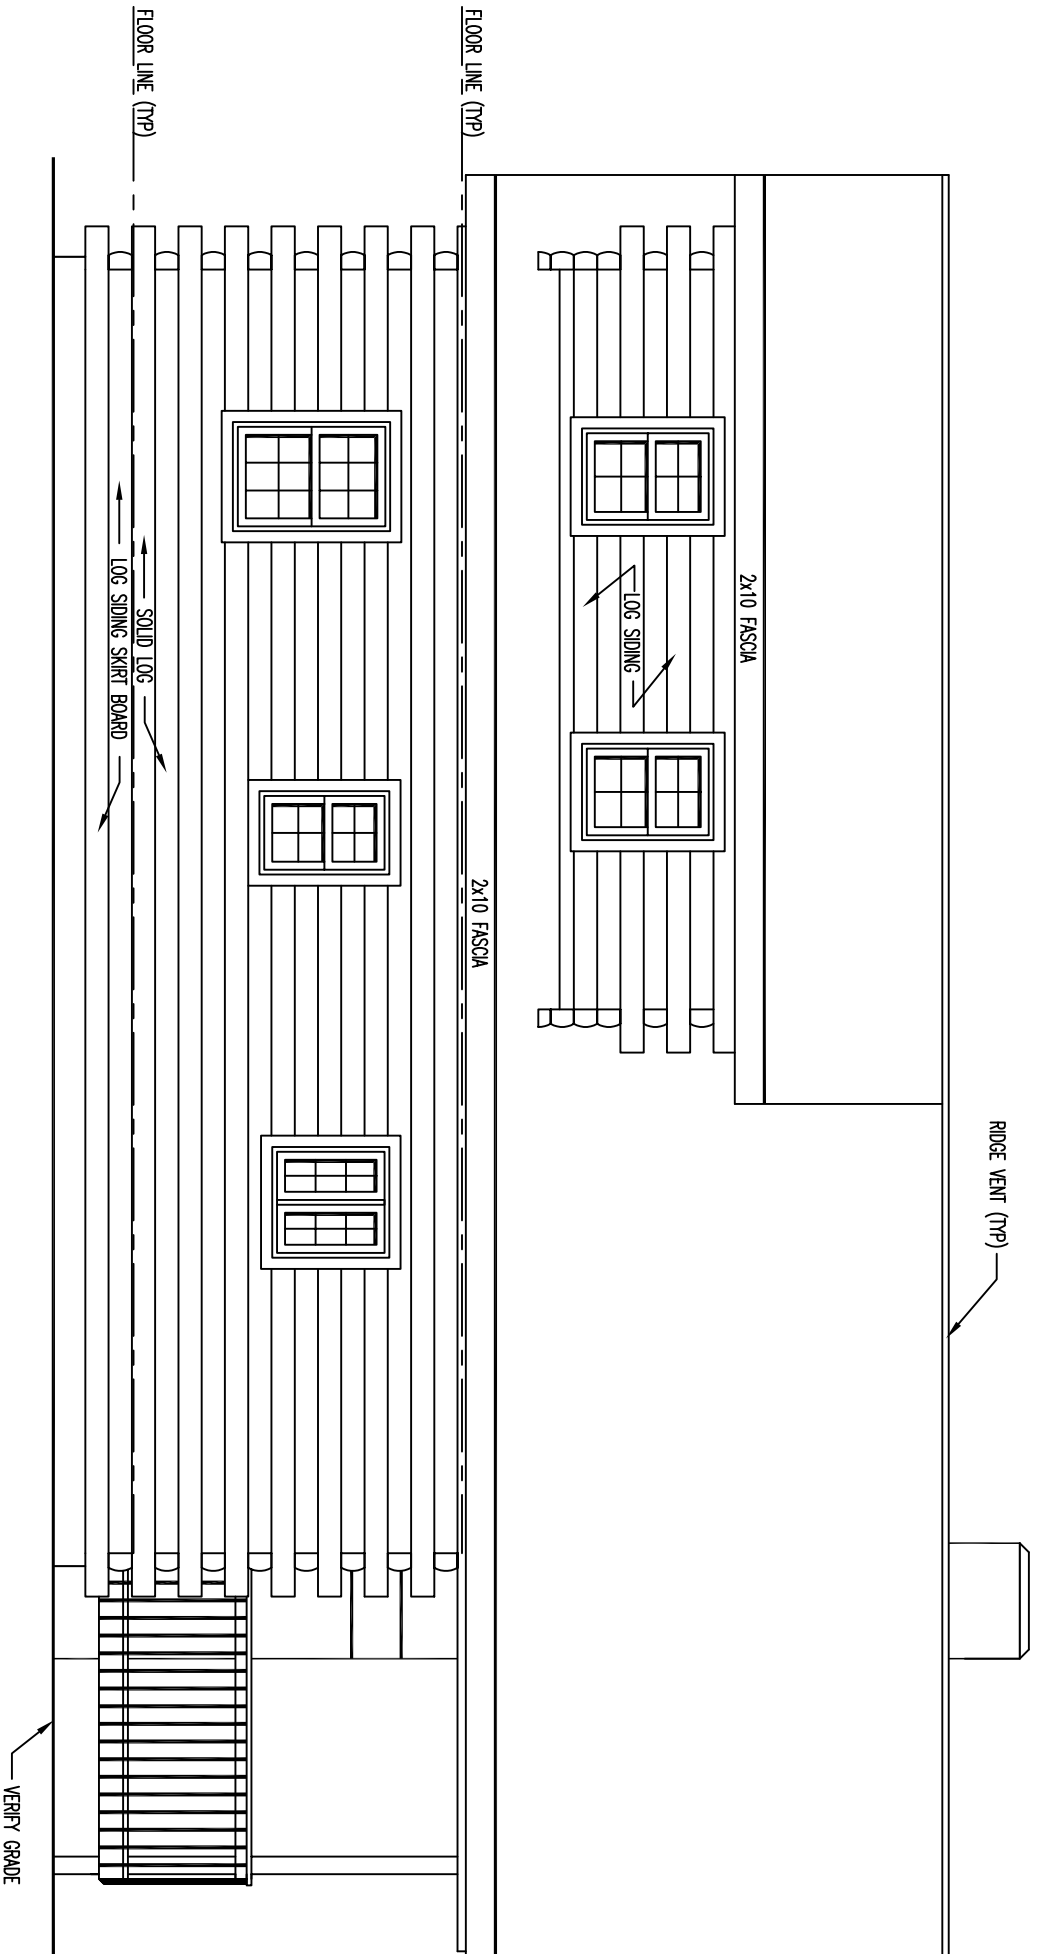 RIDGE VENT (TYP)
2x10 FASCIA
LOG SIDING
2x10 FASCIA
FLOOR LINE (TYP)
SOLID LOG
FLOOR LINE (TYP)
LOG SIDING SKIRT BOARD
VERIFY GRADE